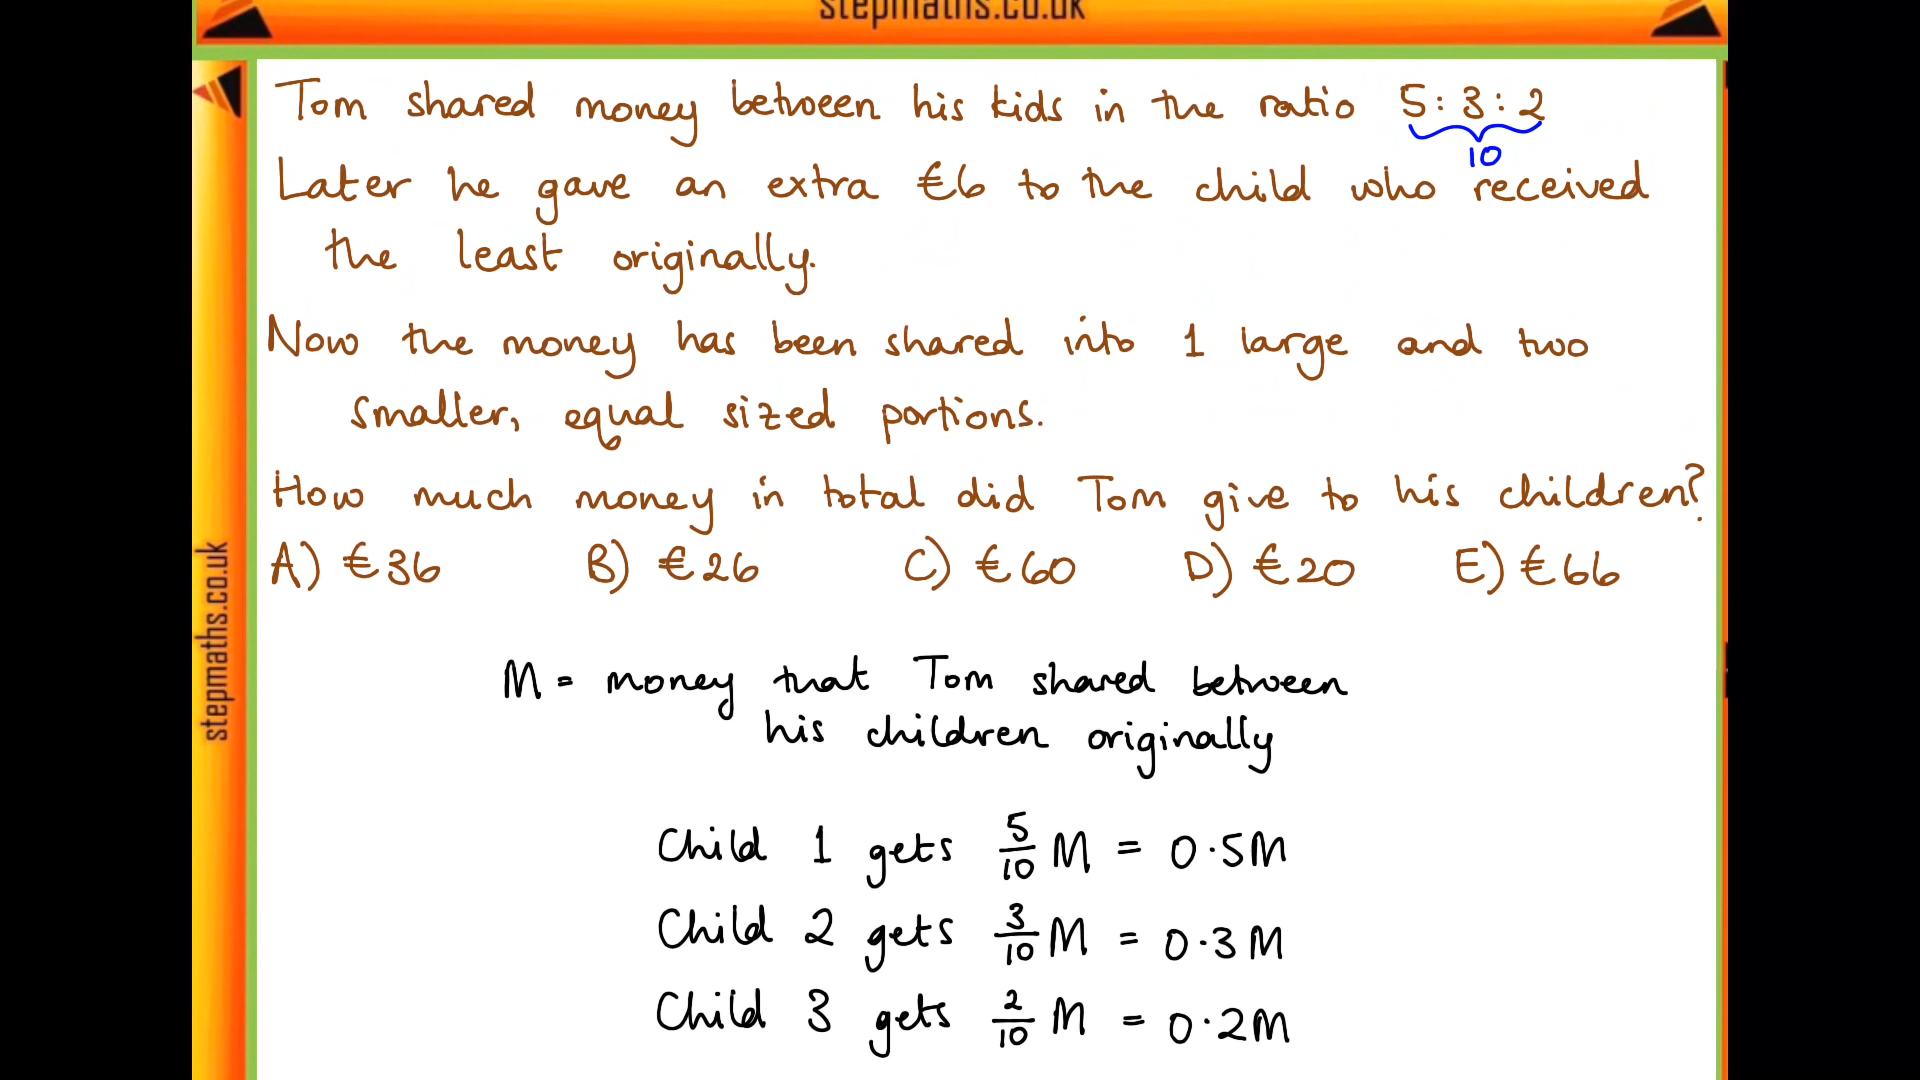 stepmaths.co.uk
Tom shared money between his kids in the ratio 5:3:2
10
Later he gave an extra €6 to the child who received
the least originally.
Now the money has been shared into 1 large and two
smaller, equal sized portions.
How much money in total did Tom give to his children?
A) €36 B) €26 C) €60 D) €20 E) €66
stepmaths.co.uk
M = money that Tom shared between
his children originally
Child 1 gets 5/10 M = 0.5M
Child 2 gets 3/10 M = 0.3M
Child 3 gets 2/10 M = 0.2M